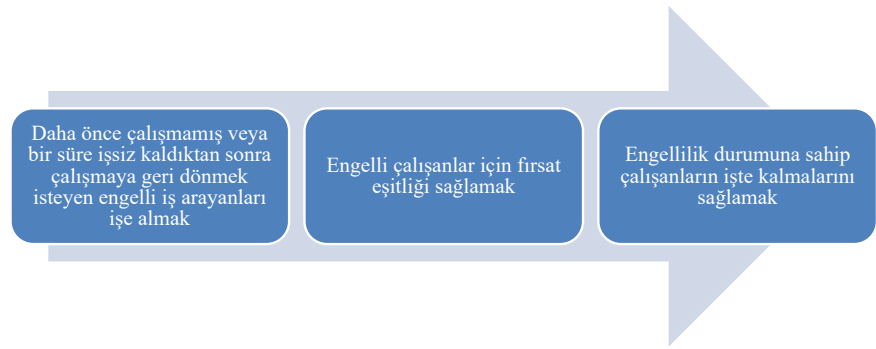 Daha önce çalışmamış veya
bir süre işsiz kaldıktan sonra
çalışmaya geri dönmek
isteyen engelli iş arayanları
işe almak
Engelli çalışanlar için fırsat
eşitliği sağlamak
Engellilik durumuna sahip
çalışanların işte kalmalarını
sağlamak